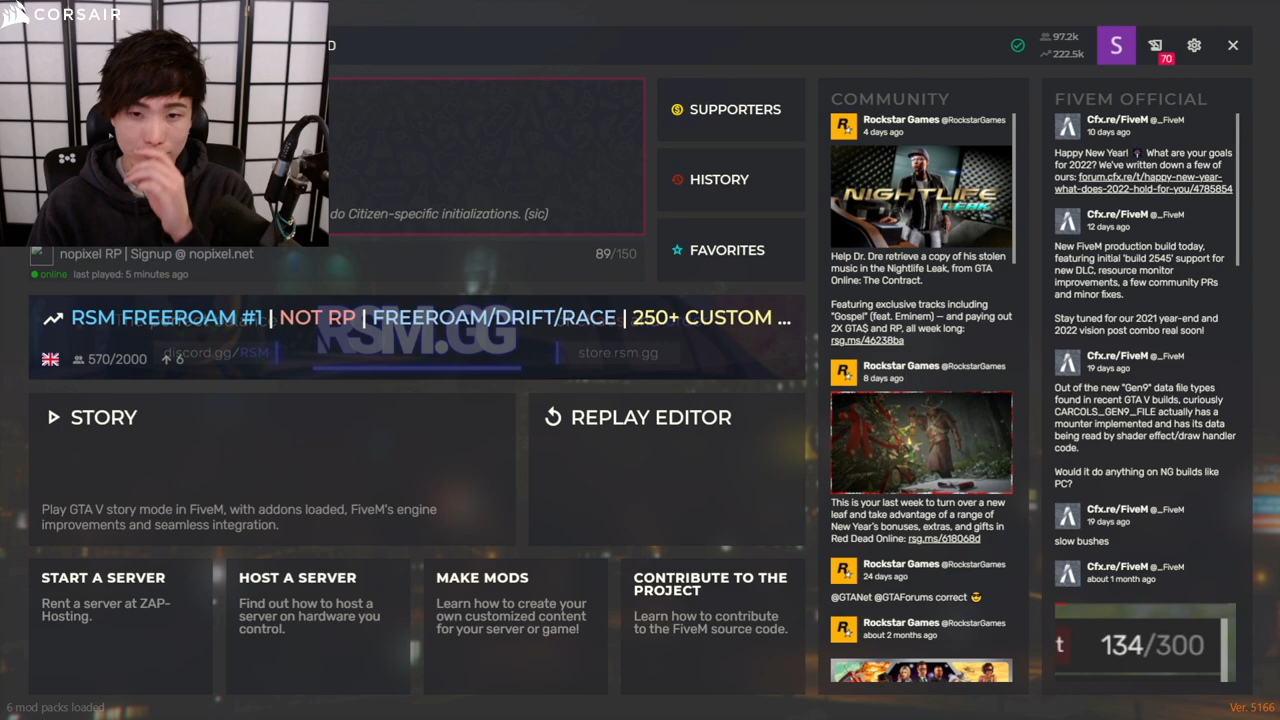 CORSAIR
D
97.2k
222.5k
S
70
do Citizen-specific initializations. (sic)
nopixel RP | Signup @ nopixel.net
89/150
online last played: 5 minutes ago
SUPPORTERS
HISTORY
FAVORITES
RSM FREEROAM #1 | NOT RP | FREEROAM/DRIFT/RACE | 250+ CUSTOM ...
570/2000
6
discord.gg/RSM
RSM.GG
store.rsm.gg
STORY
Play GTA V story mode in FiveM, with addons loaded, FiveM's engine
improvements and seamless integration.
REPLAY EDITOR
START A SERVER
Rent a server at ZAP-
Hosting.
HOST A SERVER
Find out how to host a
server on hardware you
control.
MAKE MODS
Learn how to create your
own customized content
for your server or game!
CONTRIBUTE TO THE
PROJECT
Learn how to contribute
to the FiveM source code.
COMMUNITY
Rockstar Games @RockstarGames
4 days ago
NIGHTLIFE
LEAK
Help Dr. Dre retrieve a copy of his stolen
music in the Nightlife Leak, from GTA
Online: The Contract.
Featuring exclusive tracks including
"Gospel" (feat. Eminem) — and paying out
2X GTA$ and RP, all week long:
rsg.ms/46238ba
Rockstar Games @RockstarGames
8 days ago
This is your last week to turn over a new
leaf and take advantage of a range of
New Year's bonuses, extras, and gifts in
Red Dead Online: rsg.ms/618068d
Rockstar Games @RockstarGames
24 days ago
@GTANet @GTAForums correct 😎
Rockstar Games @RockstarGames
about 2 months ago
FIVEM OFFICIAL
Cfx.re/FiveM @_FiveM
10 days ago
Happy New Year! What are your goals
for 2022? We've written down a few of
ours: forum.cfx.re/t/happy-new-year-
what-does-2022-hold-for-you/4785854
Cfx.re/FiveM @_FiveM
12 days ago
New FiveM production build today,
featuring initial 'build 2545' support for
new DLC, resource monitor
improvements, a few community PRs
and minor fixes.
Stay tuned for our 2021 year-end and
2022 vision post combo real soon!
Cfx.re/FiveM @_FiveM
19 days ago
Out of the new "Gen9" data file types
found in recent GTA V builds, curiously
CARCOLS_GEN9_FILE actually has a
mounter implemented and has its data
being read by shader effect/draw handler
code.
Would it do anything on NG builds like
PC?
Cfx.re/FiveM @_FiveM
19 days ago
slow bushes
Cfx.re/FiveM @_FiveM
about 1 month ago
t 134/300
6 mod packs loaded
Ver. 5166